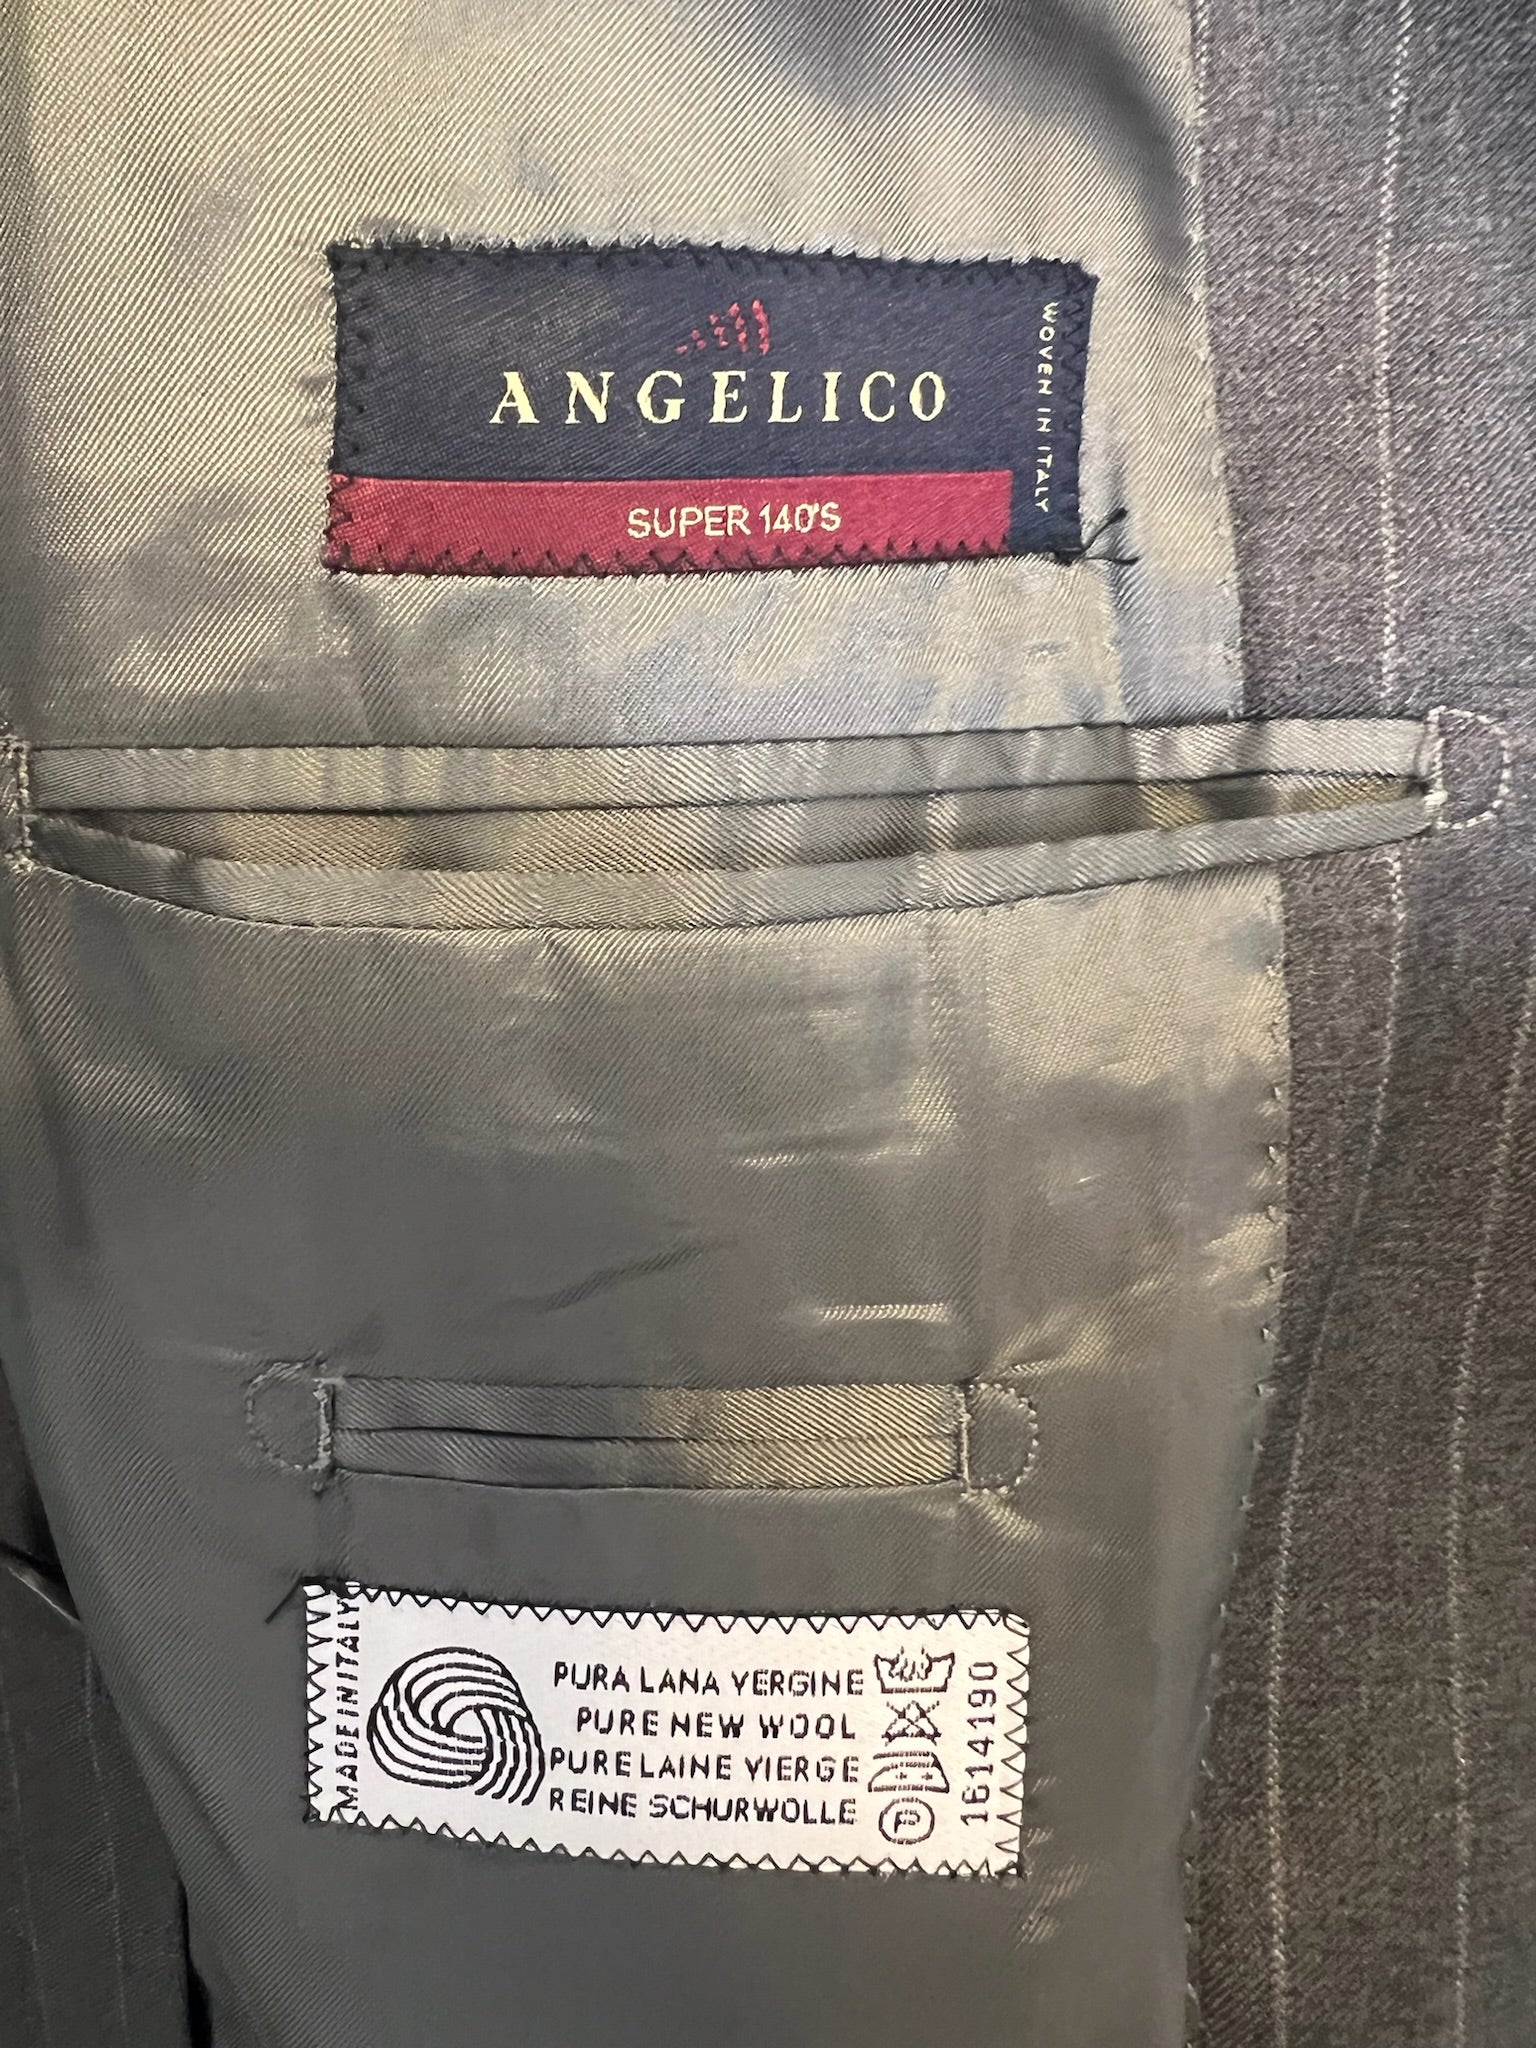 ANGELICO
WOVEN IN ITALY
SUPER 140'S
MADE IN ITALY
PURA LANA VERGINE
PURE NEW WOOL
PURE LAINE VIERGE
REINE SCHURWOLLE
P
1614190